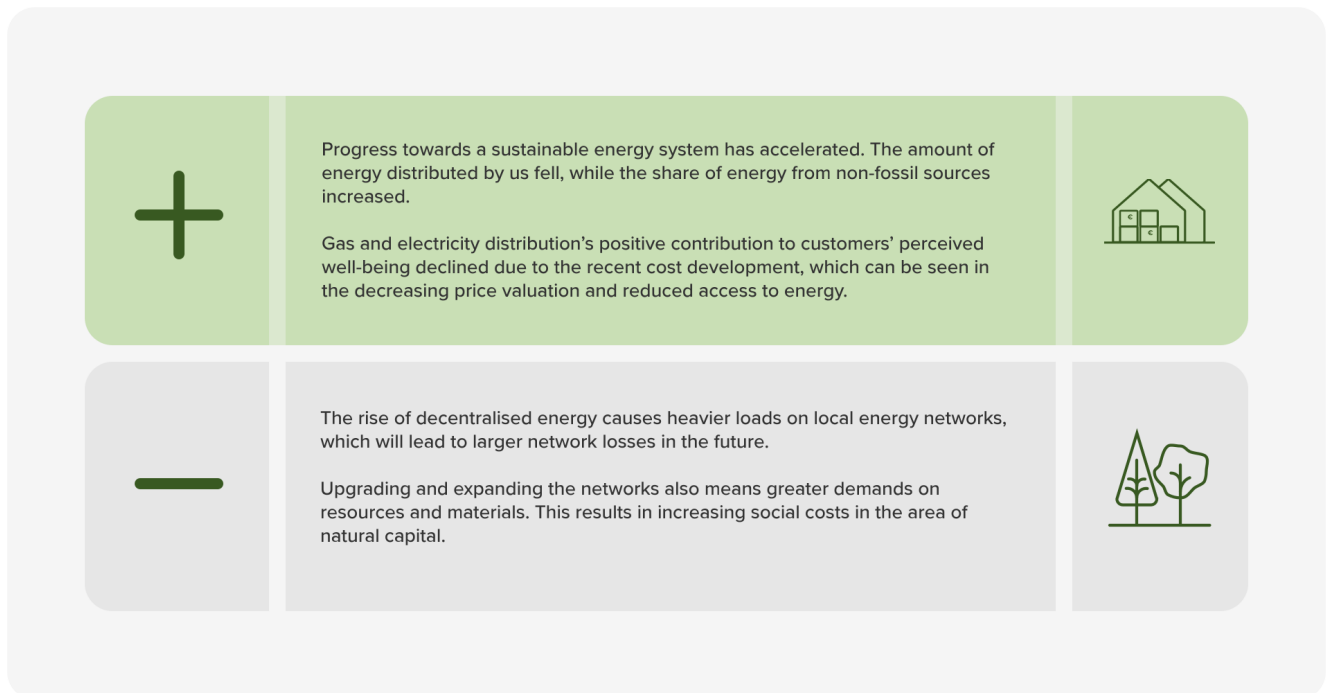 Progress towards a sustainable energy system has accelerated. The amount of
energy distributed by us fell, while the share of energy from non-fossil sources
increased.
Gas and electricity distribution’s positive contribution to customers’ perceived
well-being declined due to the recent cost development, which can be seen in
the decreasing price valuation and reduced access to energy.
The rise of decentralised energy causes heavier loads on local energy networks,
which will lead to larger network losses in the future.
Upgrading and expanding the networks also means greater demands on
resources and materials. This results in increasing social costs in the area of
natural capital.